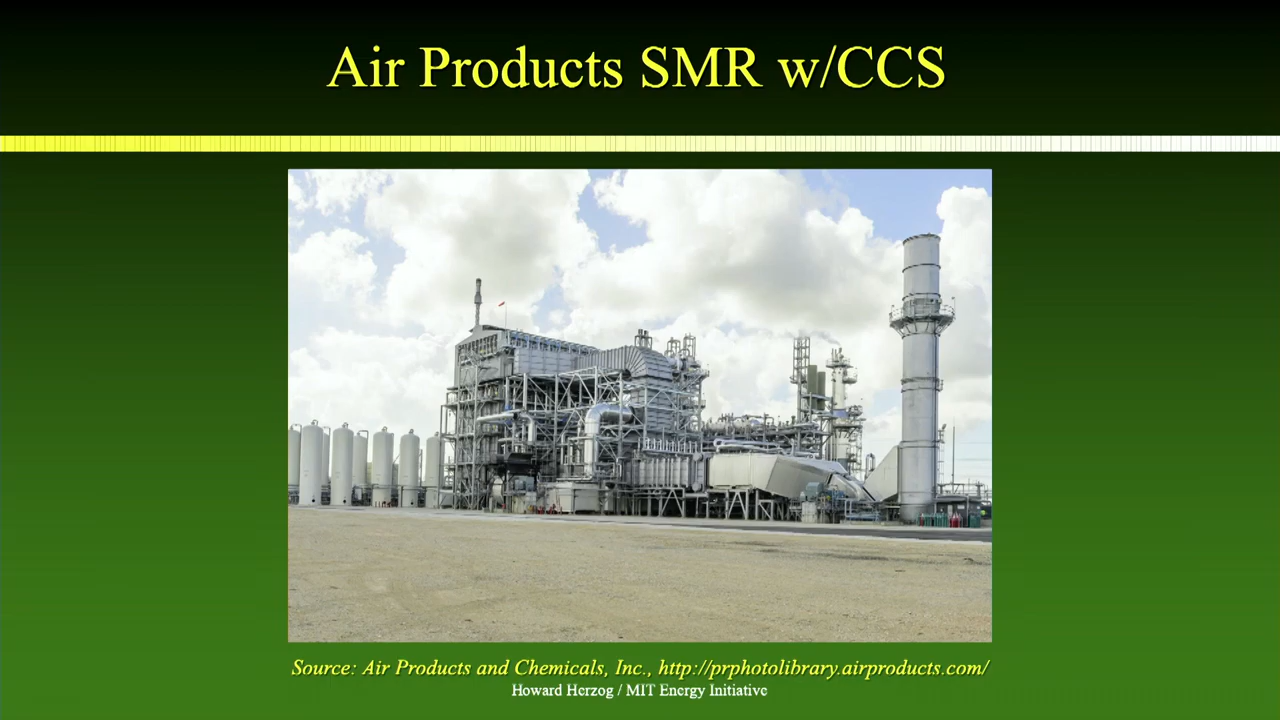 Air Products SMR w/CCS
Source: Air Products and Chemicals, Inc., http://prphotolibrary.airproducts.com/
Howard Herzog / MIT Energy Initiative